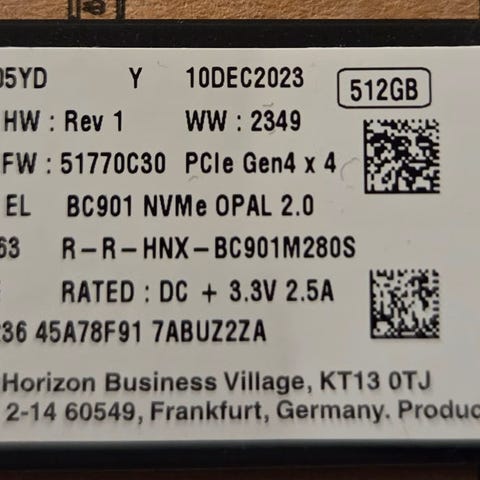 05YD Y 10DEC2023 512GB
HW : Rev 1 WW : 2349
FW : 51770C30 PCIe Gen4 x 4
EL BC901 NVMe OPAL 2.0
63 R-R-HNX-BC901M280S
RATED : DC + 3.3V 2.5A
36 45A78F91 7ABUZ2ZA
Horizon Business Village, KT13 0TJ
2-14 60549, Frankfurt, Germany. Produc